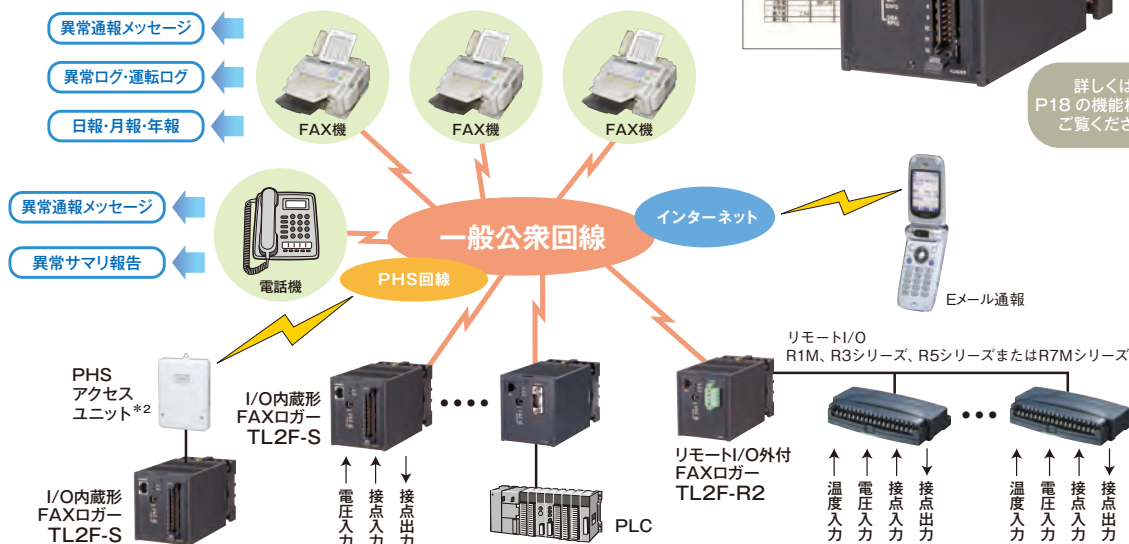 異常通報メッセージ
異常ログ・運転ログ
日報・月報・年報
FAX機
FAX機
FAX機
詳しくは
P18 の機能
ご覧くださ
異常通報メッセージ
異常サマリ報告
電話機
一般公衆回線
インターネット
PHS回線
Eメール通報
リモートI/O
R1M、R3シリーズ、R5シリーズまたはR7Mシリーズ
PHS
アクセス
ユニット*2
I/O内蔵形
FAXロガー
TL2F-S
I/O内蔵形
FAXロガー
TL2F-S
電圧入力
接点入力
接点出力
PLC
リモートI/O外付
FAXロガー
TL2F-R2
温度入力
電圧入力
接点入力
接点出力
温度入力
電圧入力
接点入力
接点出力